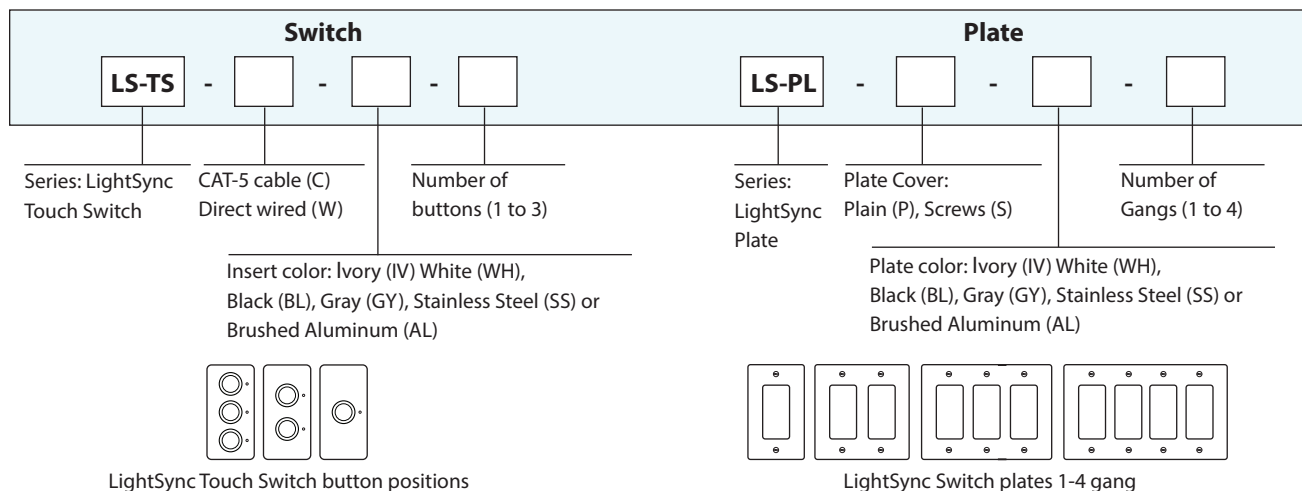 Switch
LS-TS - - -
Series: LightSync
Touch Switch
CAT-5 cable (C)
Direct wired (W)
Number of
buttons (1 to 3)
Insert color: Ivory (IV) White (WH),
Black (BL), Gray (GY), Stainless Steel (SS) or
Brushed Aluminum (AL)
LightSync Touch Switch button positions
Plate
LS-PL - - -
Series:
LightSync
Plate
Plate Cover:
Plain (P), Screws (S)
Number of
Gangs (1 to 4)
Plate color: Ivory (IV) White (WH),
Black (BL), Gray (GY), Stainless Steel (SS) or
Brushed Aluminum (AL)
LightSync Switch plates 1-4 gang